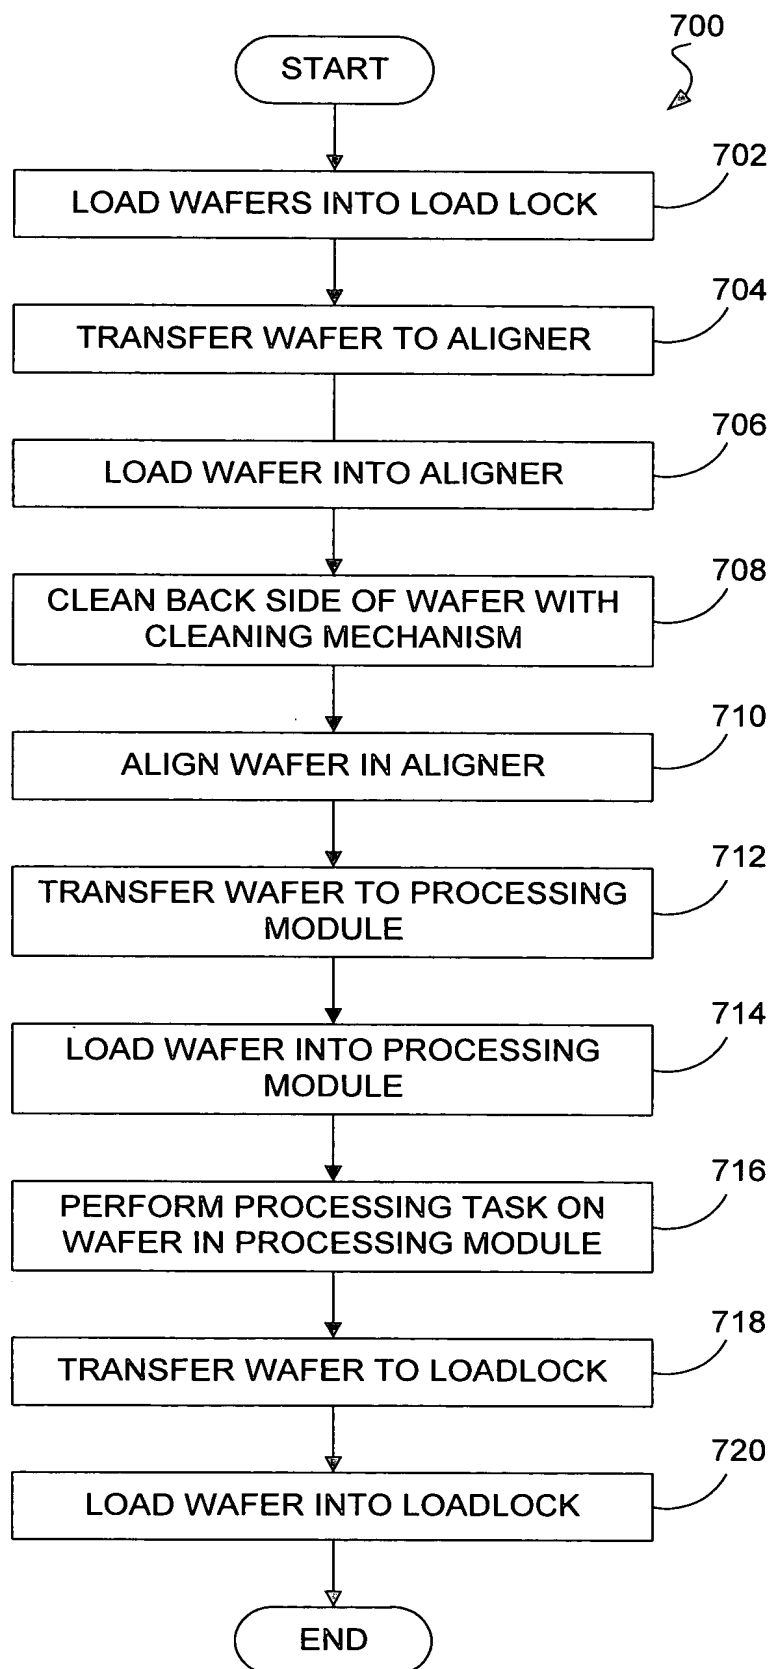 700
START
702
LOAD WAFERS INTO LOAD LOCK
704
TRANSFER WAFER TO ALIGNER
706
LOAD WAFER INTO ALIGNER
708
CLEAN BACK SIDE OF WAFER WITH
CLEANING MECHANISM
710
ALIGN WAFER IN ALIGNER
712
TRANSFER WAFER TO PROCESSING
MODULE
714
LOAD WAFER INTO PROCESSING
MODULE
716
PERFORM PROCESSING TASK ON
WAFER IN PROCESSING MODULE
718
TRANSFER WAFER TO LOADLOCK
720
LOAD WAFER INTO LOADLOCK
END